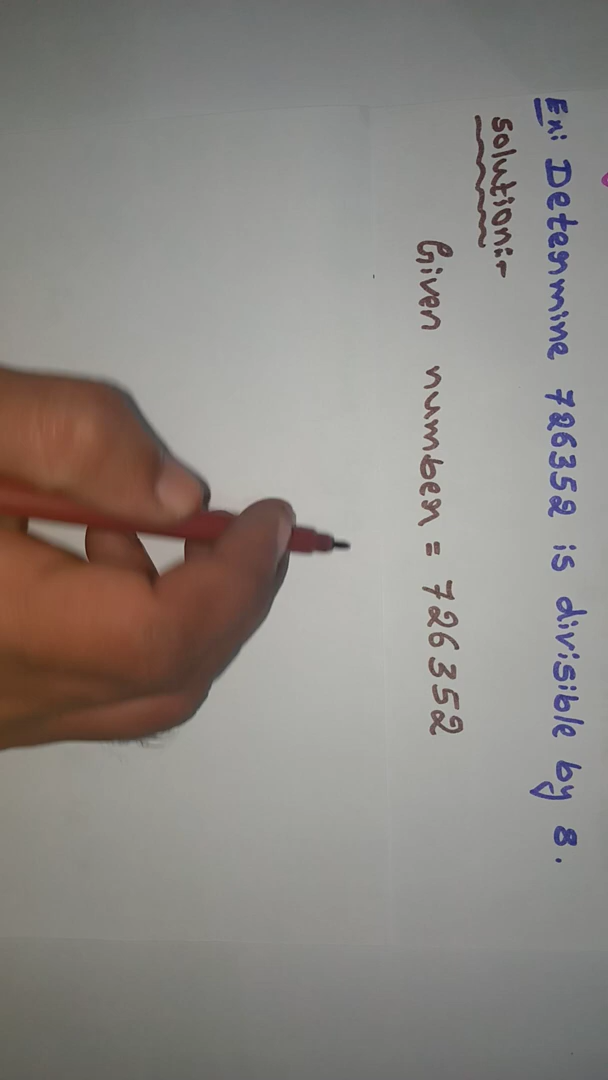 Ex: Determine 726352 is divisible by 8.
Solution:-
Given number = 726352